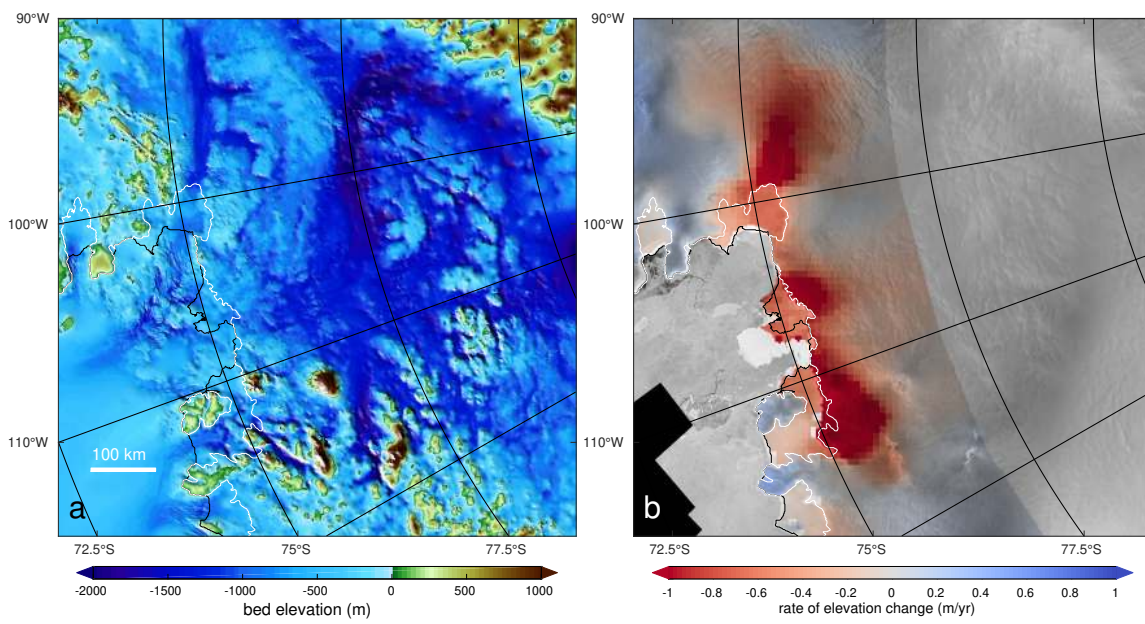 90°W
90°W
100°W
100°W
110°W
110°W
100 km
a
b
72.5°S 75°S 77.5°S
72.5°S 75°S 77.5°S
-2000 -1500 -1000 -500 0 500 1000
bed elevation (m)
-1 -0.8 -0.6 -0.4 -0.2 0 0.2 0.4 0.6 0.8 1
rate of elevation change (m/yr)